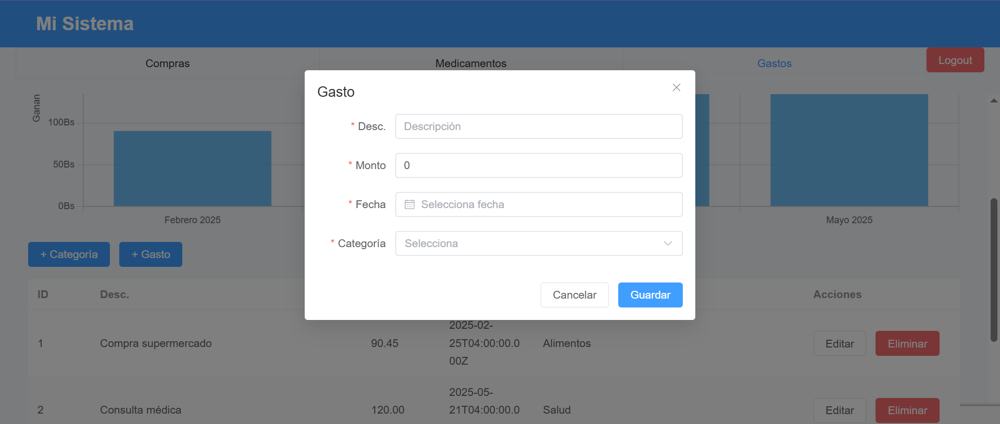 Mi Sistema
Compras
Medicamentos
Gastos
Logout
Ganan
100Bs
50Bs
0Bs
Febrero 2025
Mayo 2025
Gasto
* Desc.
Descripción
* Monto
0
* Fecha
Selecciona fecha
* Categoría
Selecciona
Cancelar
Guardar
+ Categoría
+ Gasto
ID
Desc.
Acciones
1
Compra supermercado
90.45
2025-02-
25T04:00:00.0
00Z
Alimentos
Editar
Eliminar
2
Consulta médica
120.00
2025-05-
21T04:00:00.0
Salud
Editar
Eliminar